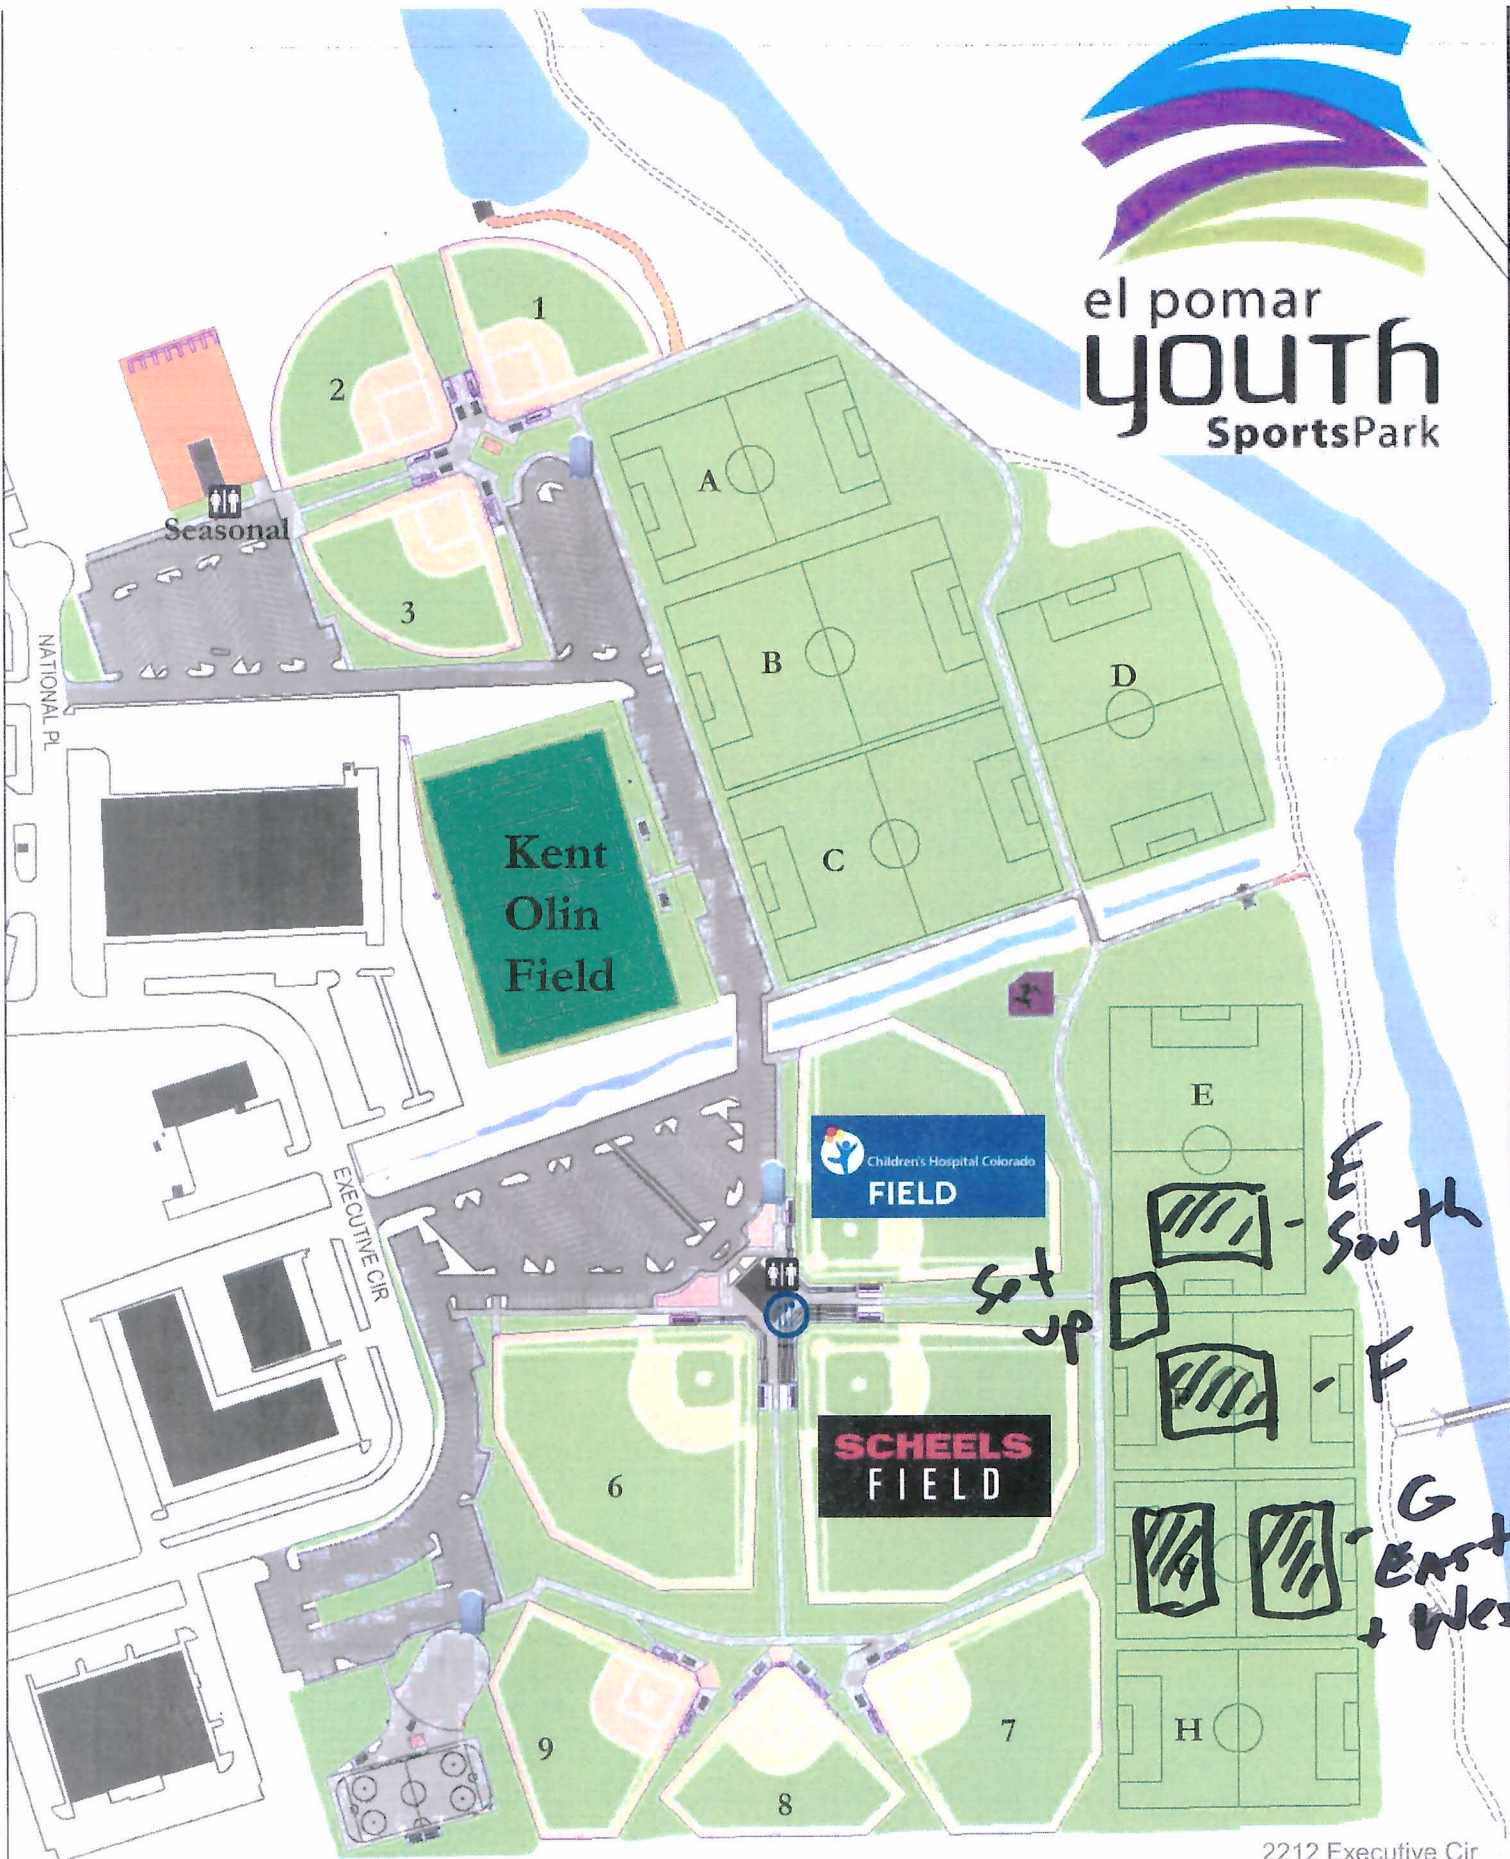 el pomar
youth
SportsPark
1
2
3
Seasonal
A
B
C
D
NATIONAL PL
Kent
Olin
Field
E
Children's Hospital Colorado
FIELD
E
South
Set
up
EXECUTIVE CIR
F
F
SCHEELS
FIELD
6
G
G
East +
+ Wes
7
H
9
8
2212 Executive Cir